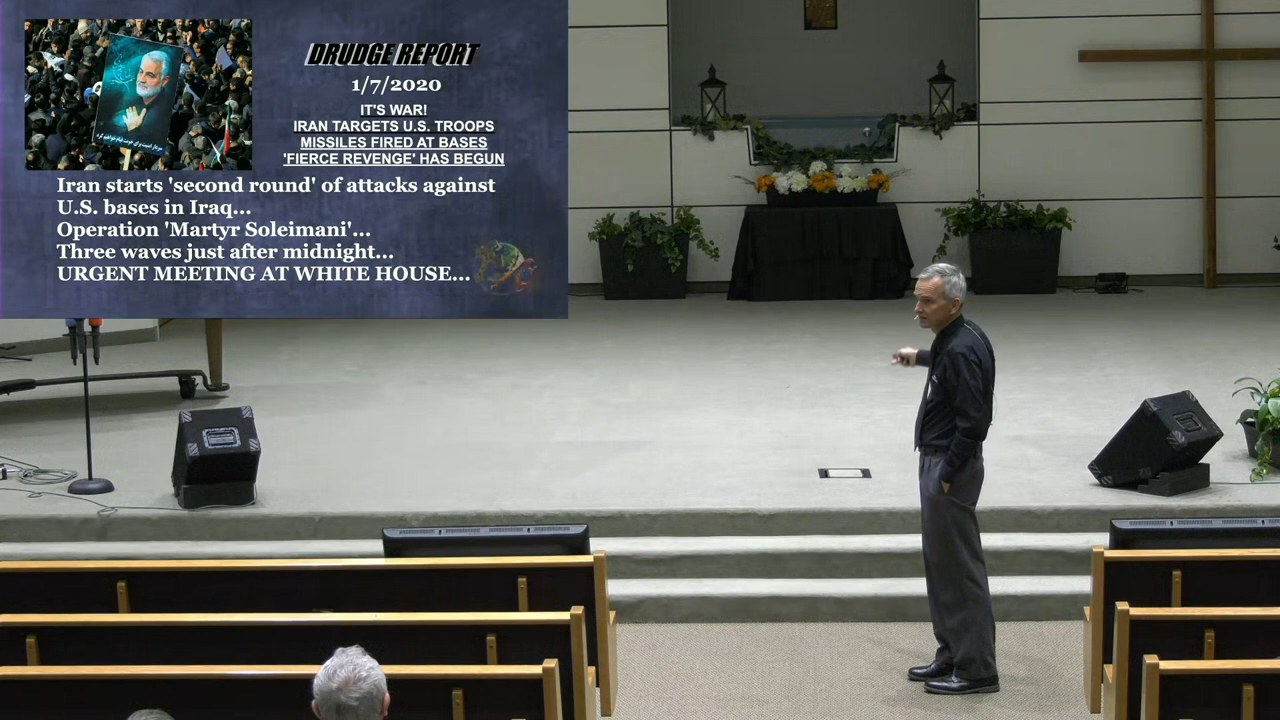 DRUDGE REPORT
1/7/2020
IT'S WAR!
IRAN TARGETS U.S. TROOPS
MISSILES FIRED AT BASES
'FIERCE REVENGE' HAS BEGUN
Iran starts 'second round' of attacks against
U.S. bases in Iraq...
Operation 'Martyr Soleimani'...
Three waves just after midnight...
URGENT MEETING AT WHITE HOUSE...